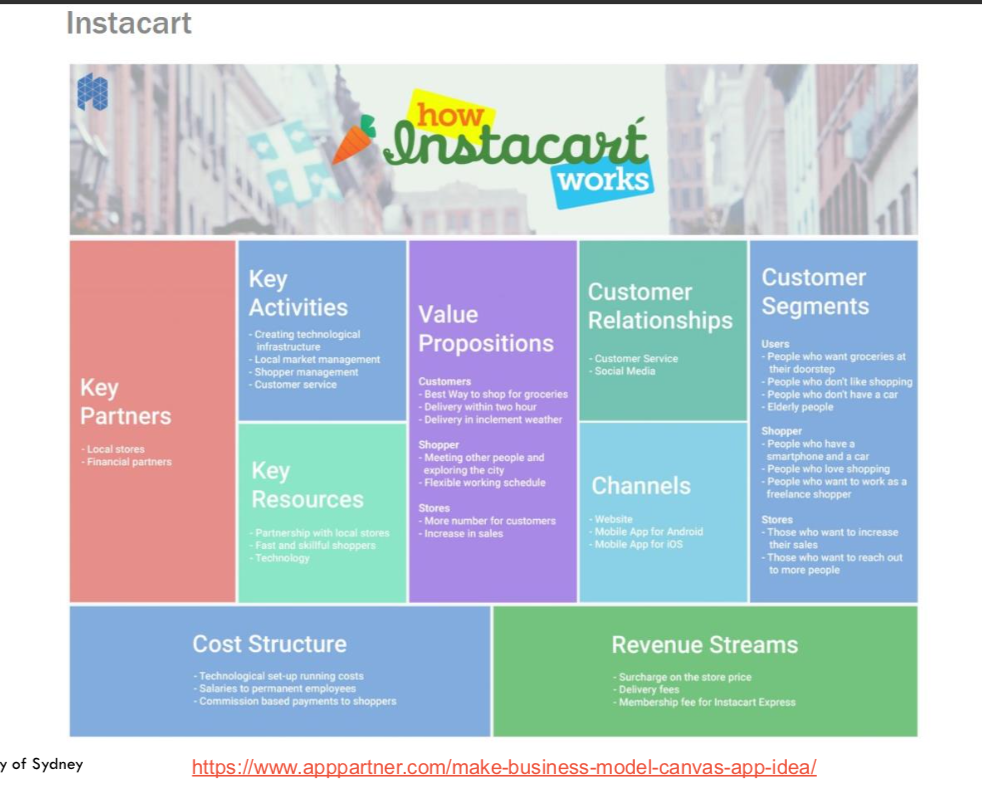 Instacart
how
Instacart
works
Key
Partners
- Local stores
- Financial partners
Key
Activities
- Creating technological
infrastructure
- Local market management
- Shopper management
- Customer service
Key
Resources
- Partnership with local stores
- Fast and skillful shoppers
- Technology
Value
Propositions
Customers
- Best Way to shop for groceries
- Delivery within two hour
- Delivery in inclement weather
Shopper
- Meeting other people and
exploring the city
- Flexible working schedule
Stores
- More number for customers
- Increase in sales
Customer
Relationships
- Customer Service
- Social Media
Channels
- Website
- Mobile App for Android
- Mobile App for iOS
Customer
Segments
Users
- People who want groceries at
their doorstep
- People who don't like shopping
- People who don't have a car
- Elderly people
Shopper
- People who have a
smartphone and a car
- People who love shopping
- People who want to work as a
freelance shopper
Stores
- Those who want to increase
their sales
- Those who want to reach out
to more people
Cost Structure
- Technological set-up running costs
- Salaries to permanent employees
- Commission based payments to shoppers
Revenue Streams
- Surcharge on the store price
- Delivery fees
- Membership fee for Instacart Express
y of Sydney
https://www.apppartner.com/make-business-model-canvas-app-idea/